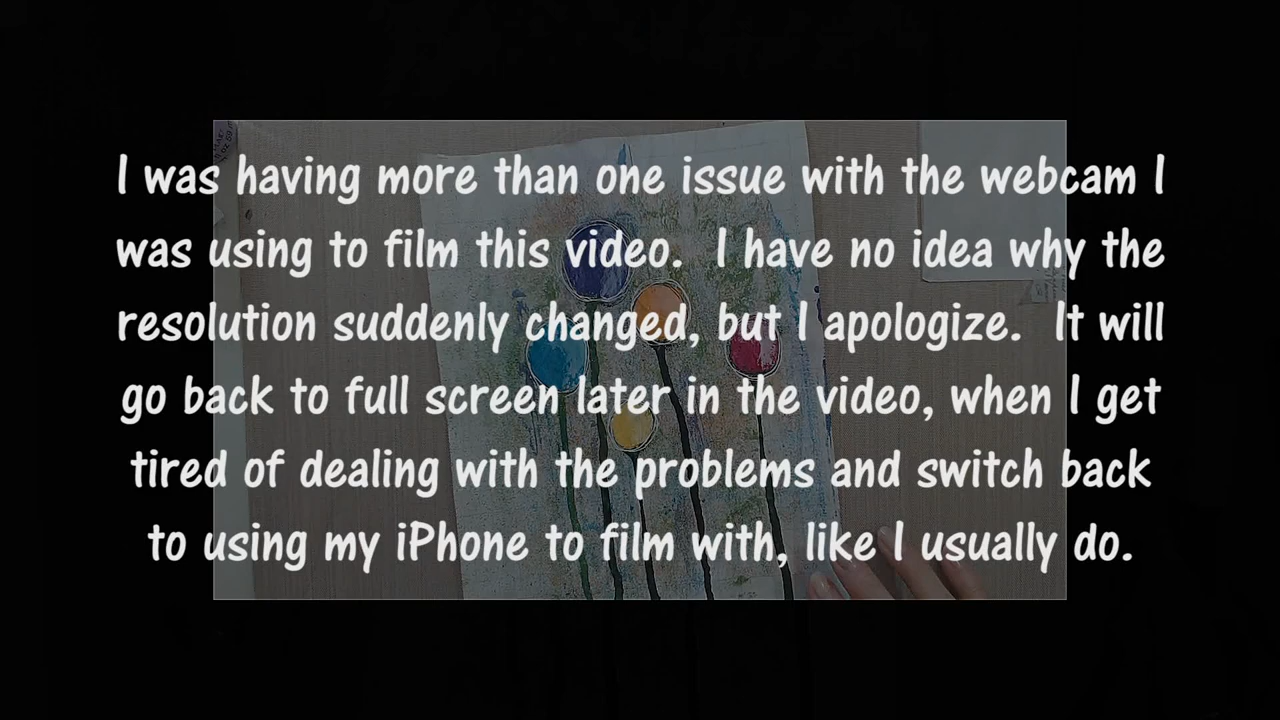 I was having more than one issue with the webcam I
was using to film this video.  I have no idea why the
resolution suddenly changed, but I apologize.  It will
go back to full screen later in the video, when I get
tired of dealing with the problems and switch back
to using my iPhone to film with, like I usually do.